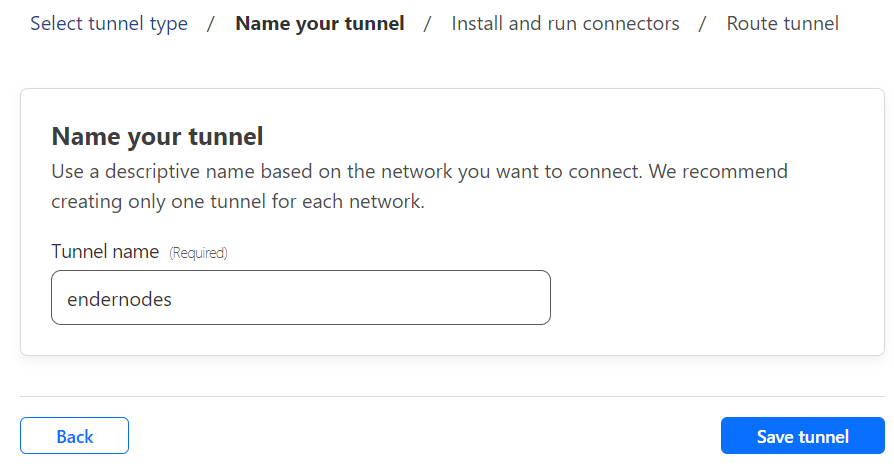 Select tunnel type / Name your tunnel / Install and run connectors / Route tunnel
Name your tunnel
Use a descriptive name based on the network you want to connect. We recommend
creating only one tunnel for each network.
Tunnel name (Required)
endernodes
Back
Save tunnel